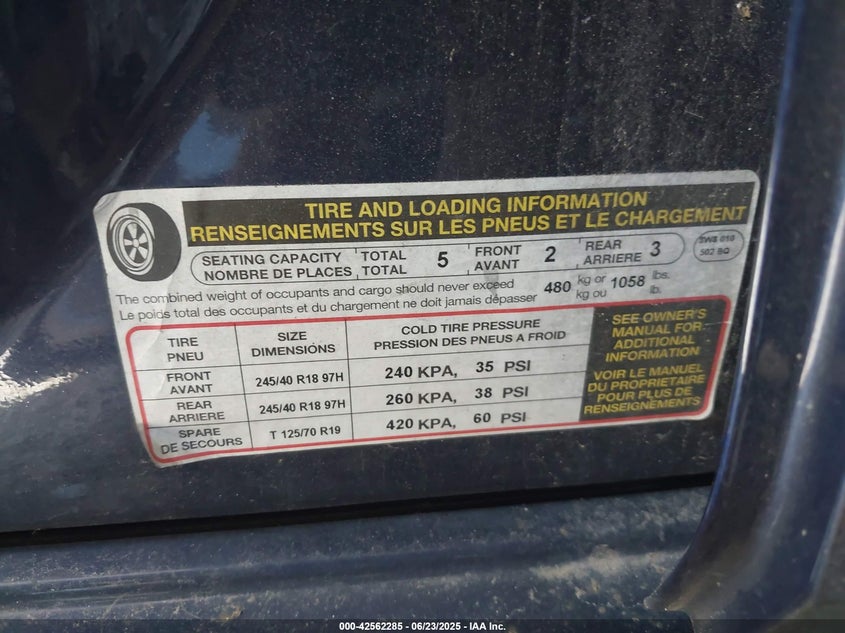 TIRE AND LOADING INFORMATION
RENSEIGNEMENTS SUR LES PNEUS ET LE CHARGEMENT
SEATING CAPACITY TOTAL 5 FRONT 2 REAR 3
NOMBRE DE PLACES TOTAL AVANT ARRIERE
The combined weight of occupants and cargo should never exceed 480 kg or 1058 lbs.
Le poids total des occupants et du chargement ne doit jamais dépasser kg ou lb.
TIRE SIZE COLD TIRE PRESSURE
PNEU DIMENSIONS PRESSION DES PNEUS A FROID
FRONT
AVANT 245/40 R18 97H 240 KPA, 35 PSI
REAR
ARRIERE 245/40 R18 97H 260 KPA, 38 PSI
SPARE
DE SECOURS T 125/70 R19 420 KPA, 60 PSI
SEE OWNER'S
MANUAL FOR
ADDITIONAL
INFORMATION
VOIR LE MANUEL
DU PROPRIETAIRE
POUR PLUS DE
RENSEIGNEMENTS
000-42562285 - 06/23/2025 - IAA Inc.